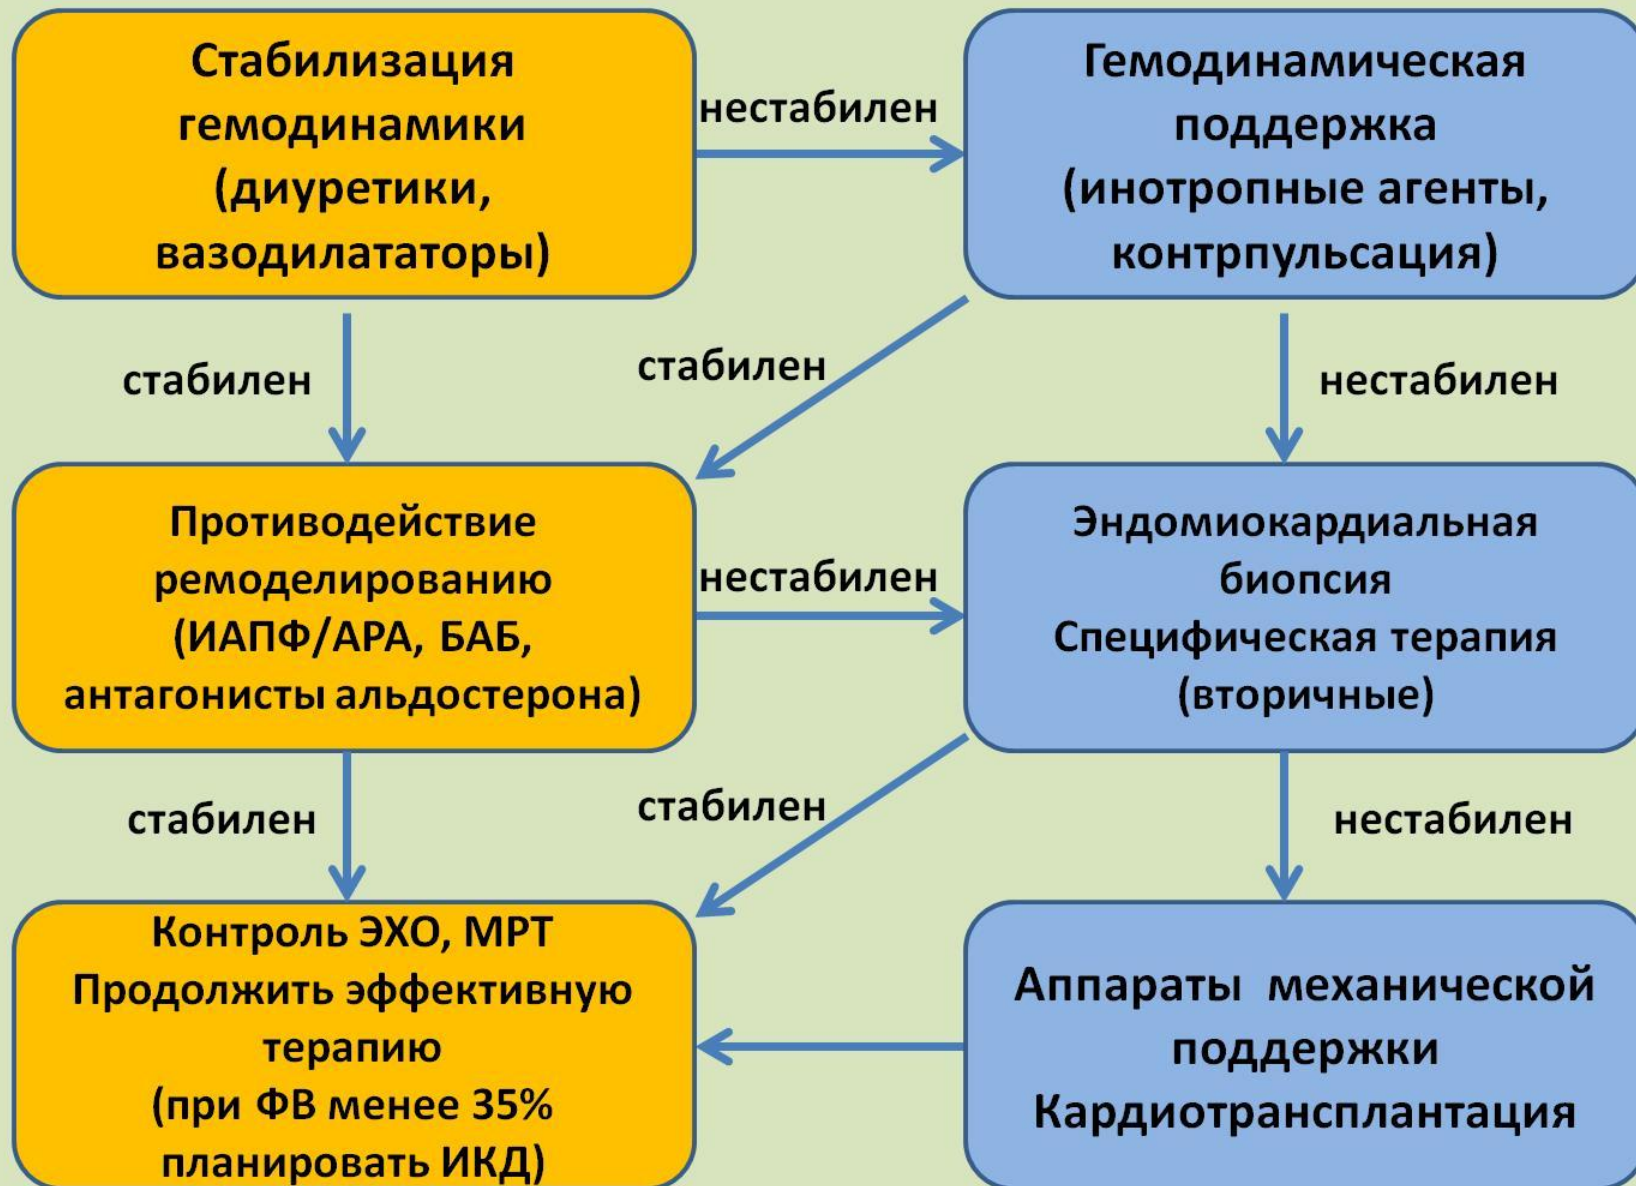 Стабилизация
гемодинамики
(диуретики,
вазодилататоры)
нестабилен
Гемодинамическая
поддержка
(инотропные агенты,
контрпульсация)
стабилен
стабилен
нестабилен
Противодействие
ремоделированию
(ИАПФ/АРА, БАБ,
антагонисты альдостерона)
нестабилен
Эндомиокардиальная
биопсия
Специфическая терапия
(вторичные)
стабилен
стабилен
нестабилен
Контроль ЭХО, МРТ
Продолжить эффективную
терапию
(при ФВ менее 35%
планировать ИКД)
Аппараты механической
поддержки
Кардиотрансплантация